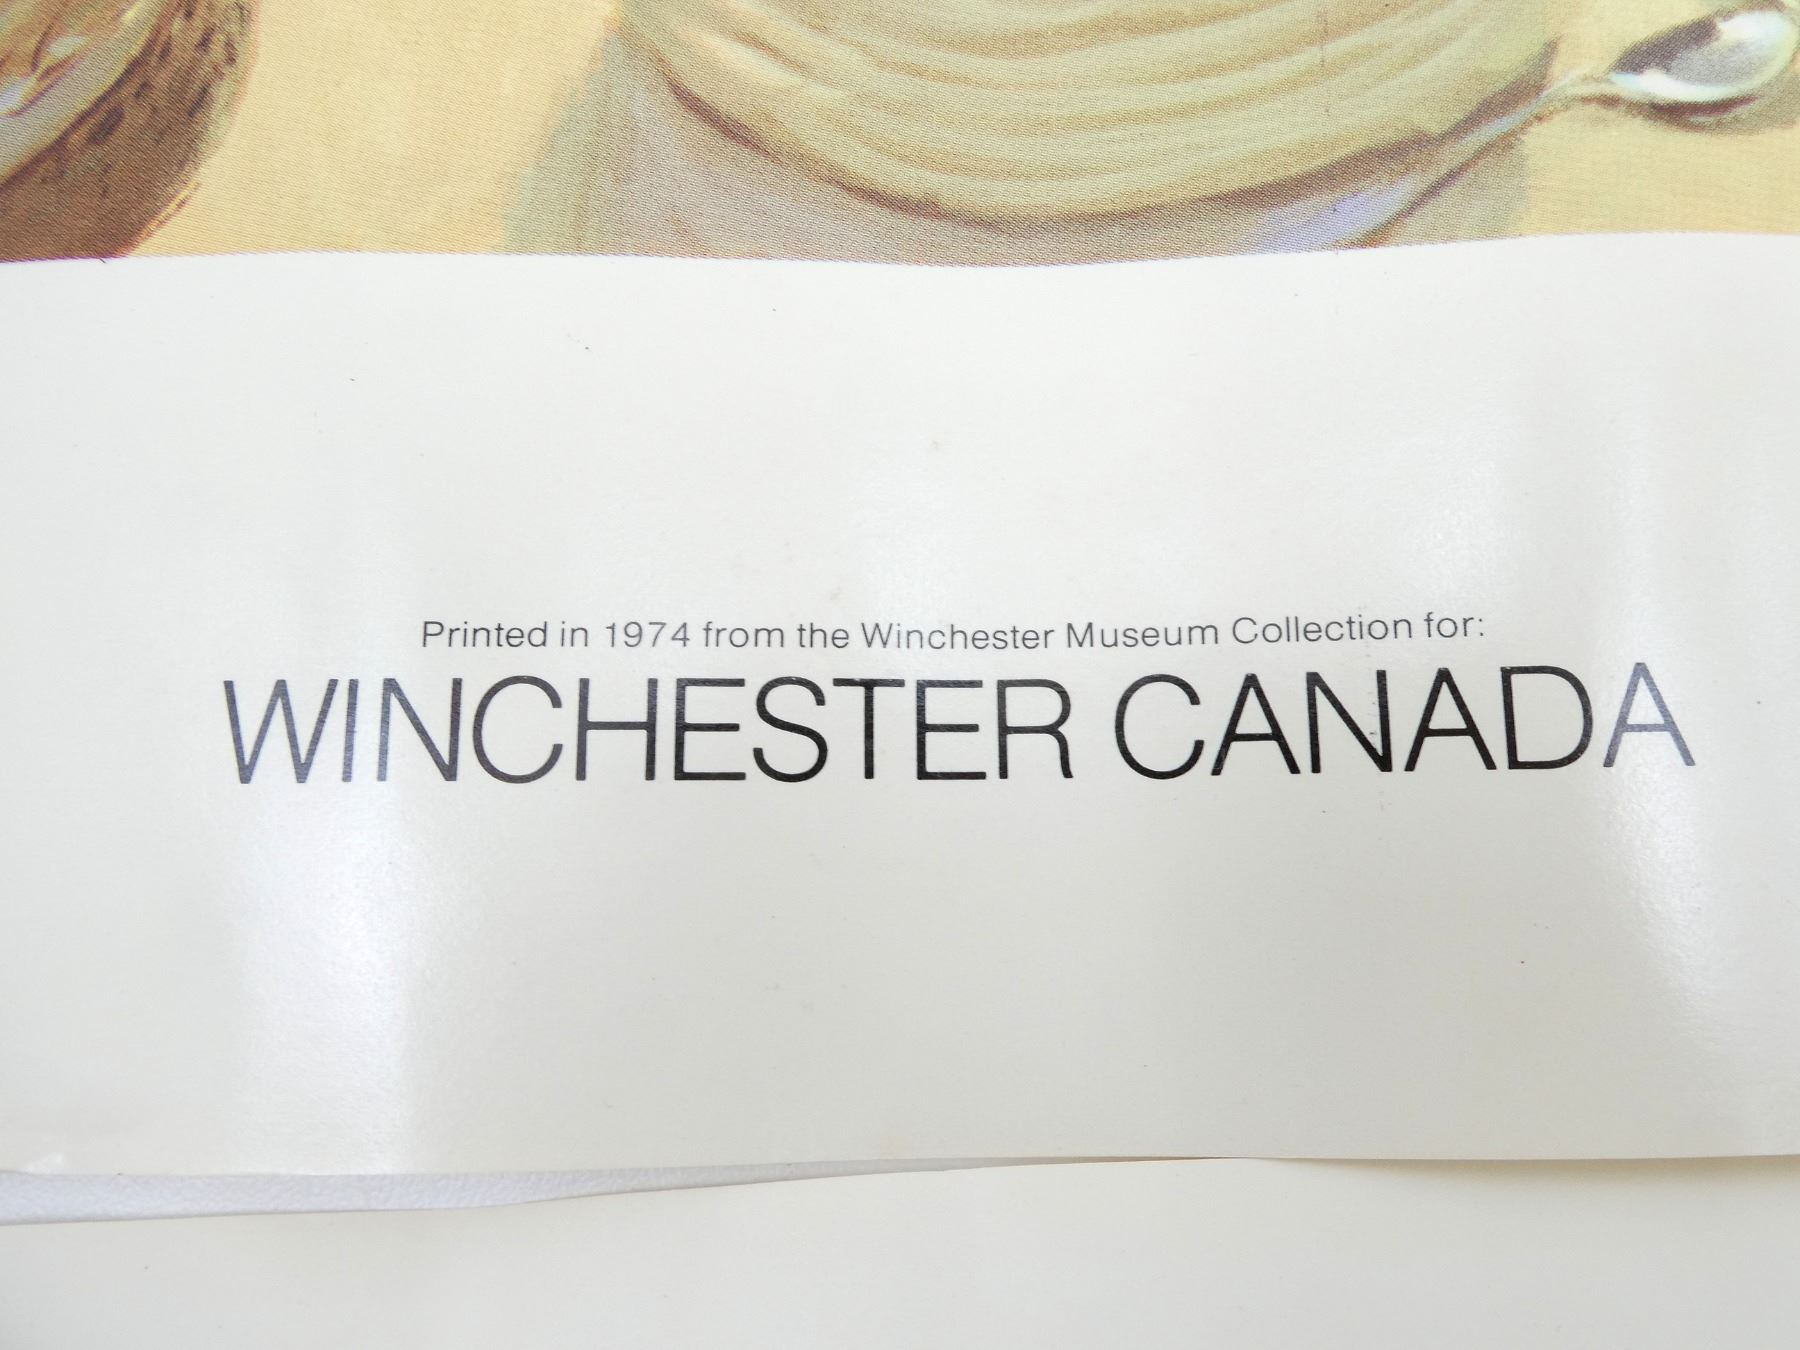 Printed in 1974 from the Winchester Museum Collection for:
WINCHESTER CANADA